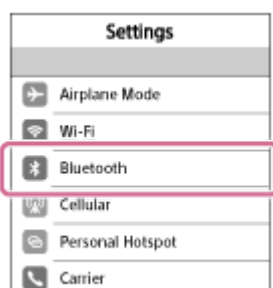 Settings
Airplane Mode
Wi-Fi
Bluetooth
Cellular
Personal Hotspot
Carrier